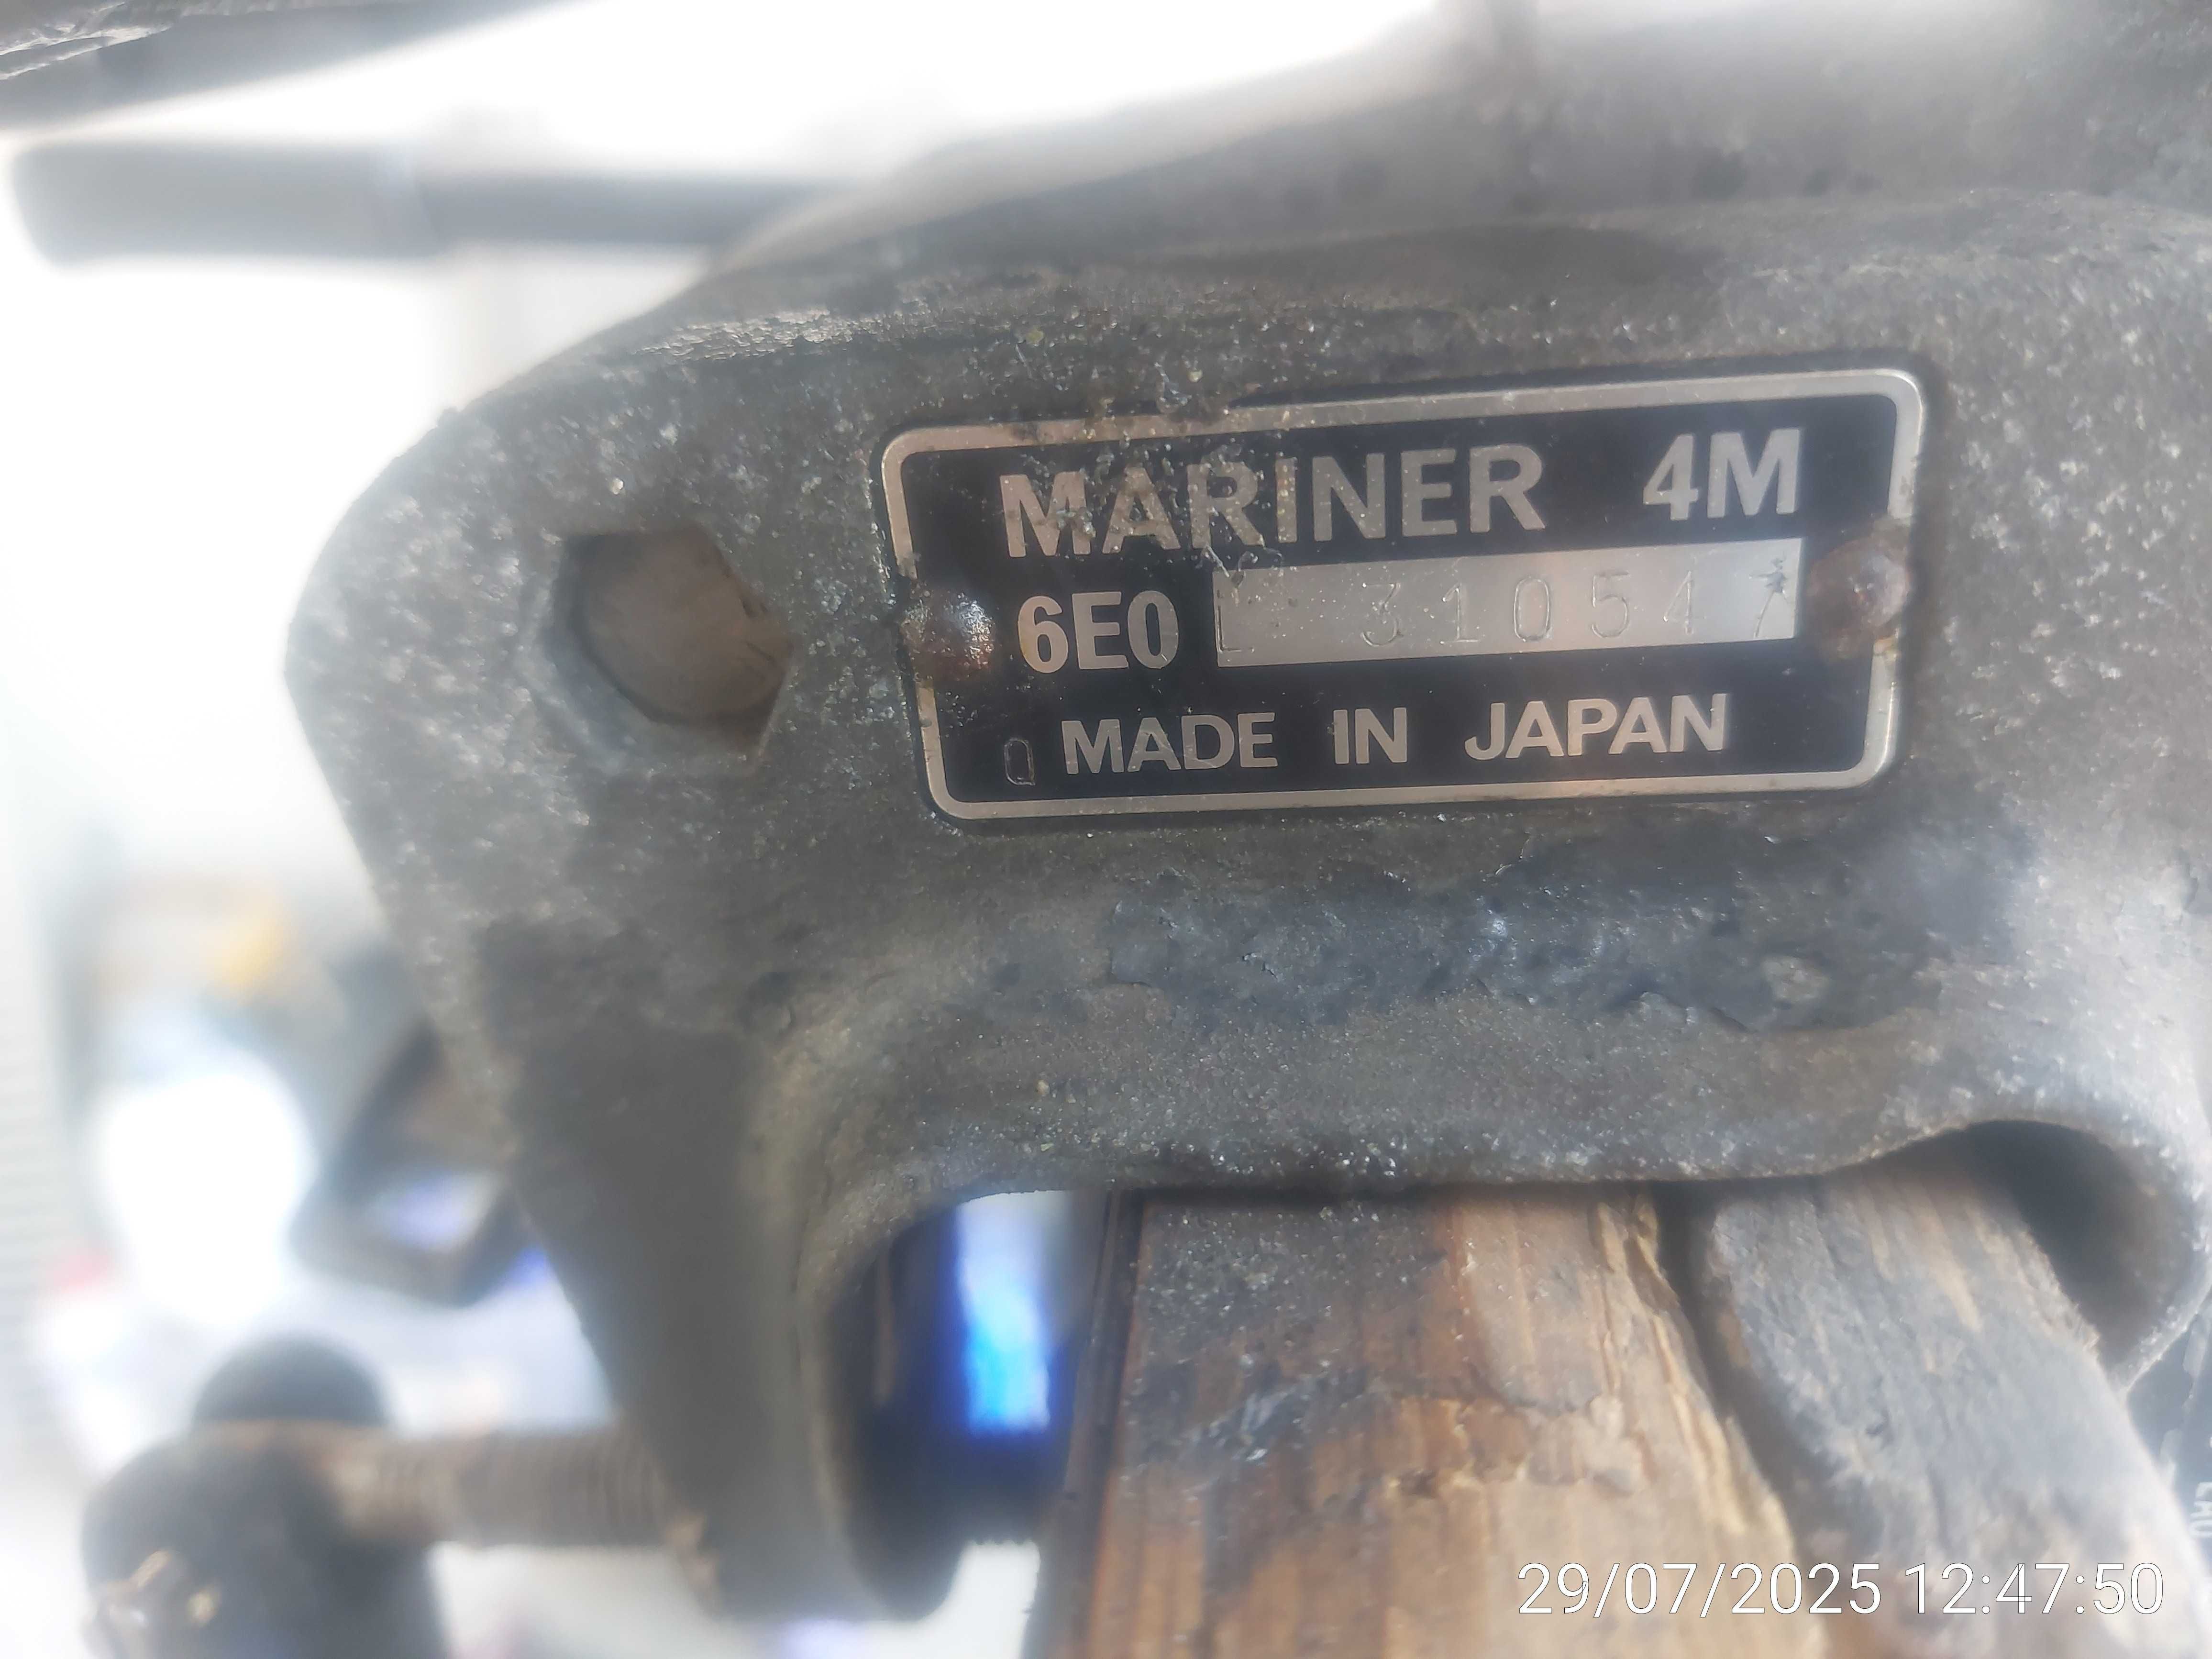 MARINER 4M
6E0 L 310547
Q MADE IN JAPAN
29/07/2025 12:47:50